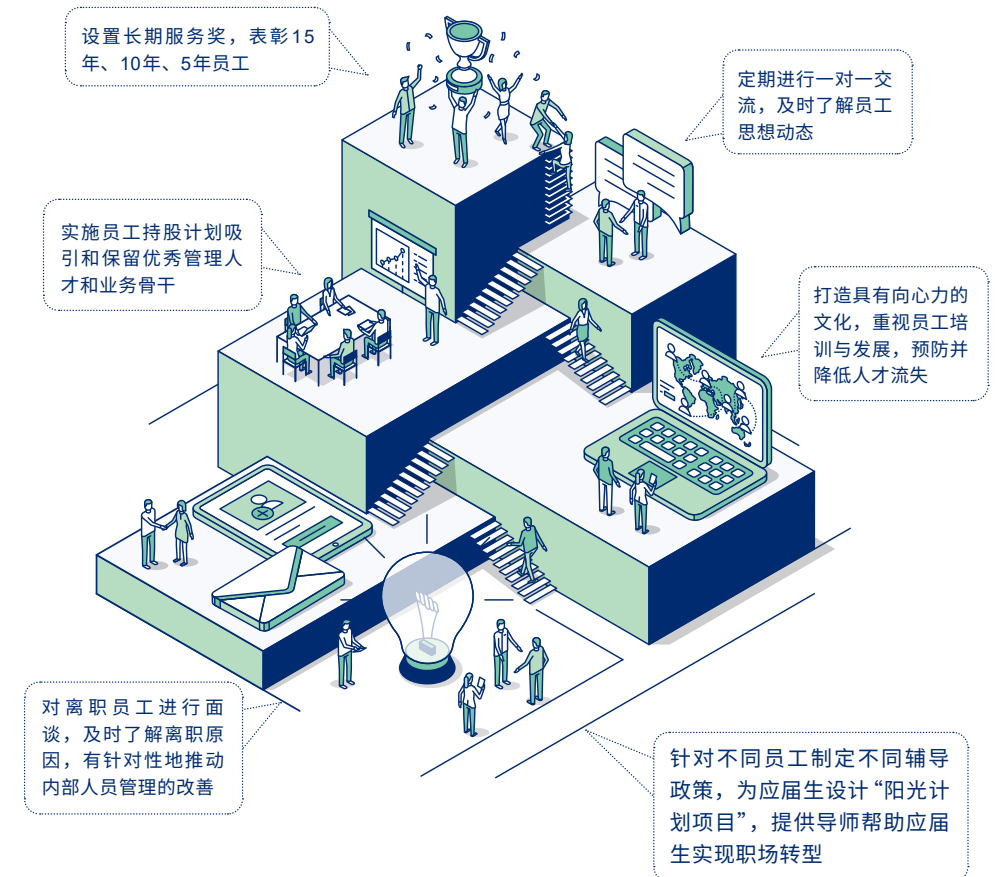 设置长期服务奖，表彰15
年、10年、5年员工
定期进行一对一交
流，及时了解员工
思想动态
实施员工持股计划吸
引和保留优秀管理人
才和业务骨干
打造具有向心力的
文化，重视员工培
训与发展，预防并
降低人才流失
对离职员工进行面
谈，及时了解离职原
因，有针对性地推动
内部人员管理的改善
针对不同员工制定不同辅导
政策，为应届生设计“阳光计
划项目”，提供导师帮助应届
生实现职场转型